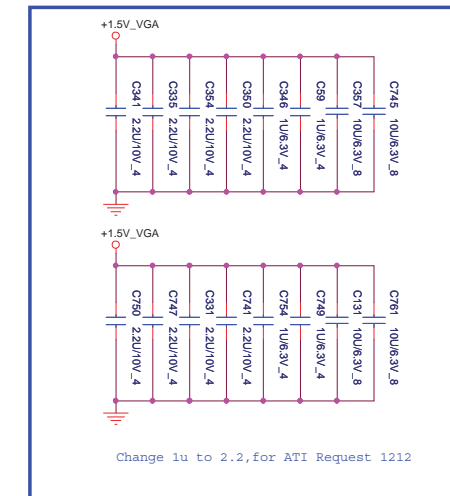 +1.5V_VGA
C341 2.2U/10V_4
C335 2.2U/10V_4
C354 2.2U/10V_4
C350 2.2U/10V_4
C346 1U/6.3V_4
C59 1U/6.3V_4
C357 10U/6.3V_8
C745 10U/6.3V_8
+1.5V_VGA
C750 2.2U/10V_4
C747 2.2U/10V_4
C331 2.2U/10V_4
C741 2.2U/10V_4
C754 1U/6.3V_4
C749 1U/6.3V_4
C131 10U/6.3V_8
C761 10U/6.3V_8
Change 1u to 2.2,for ATI Request 1212